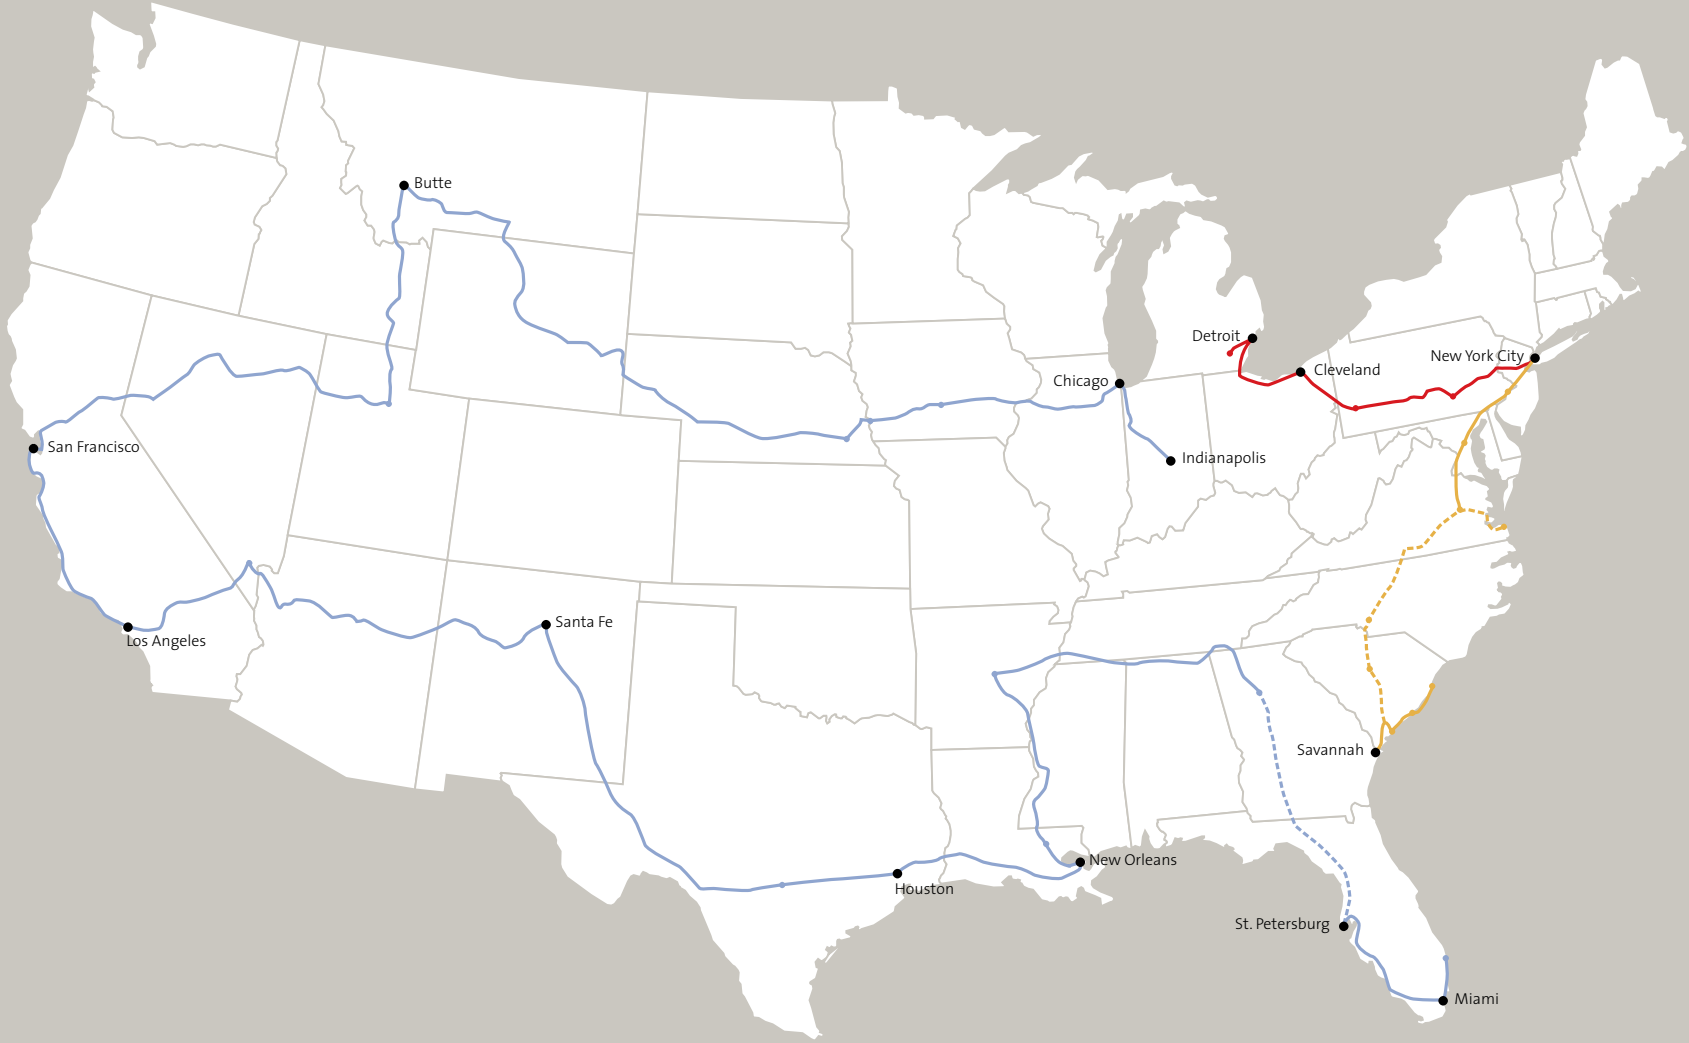 Butte
Detroit
New York City
Cleveland
Chicago
San Francisco
Indianapolis
Santa Fe
Los Angeles
Savannah
New Orleans
Houston
St. Petersburg
Miami